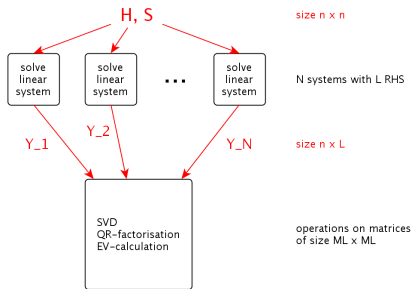 H, S
size n x n
solve
linear
system
solve
linear
system
...
solve
linear
system
N systems with L RHS
Y_1
Y_2
Y_N
size n x L
SVD
QR-factorisation
EV-calculation
operations on matrices
of size ML x ML